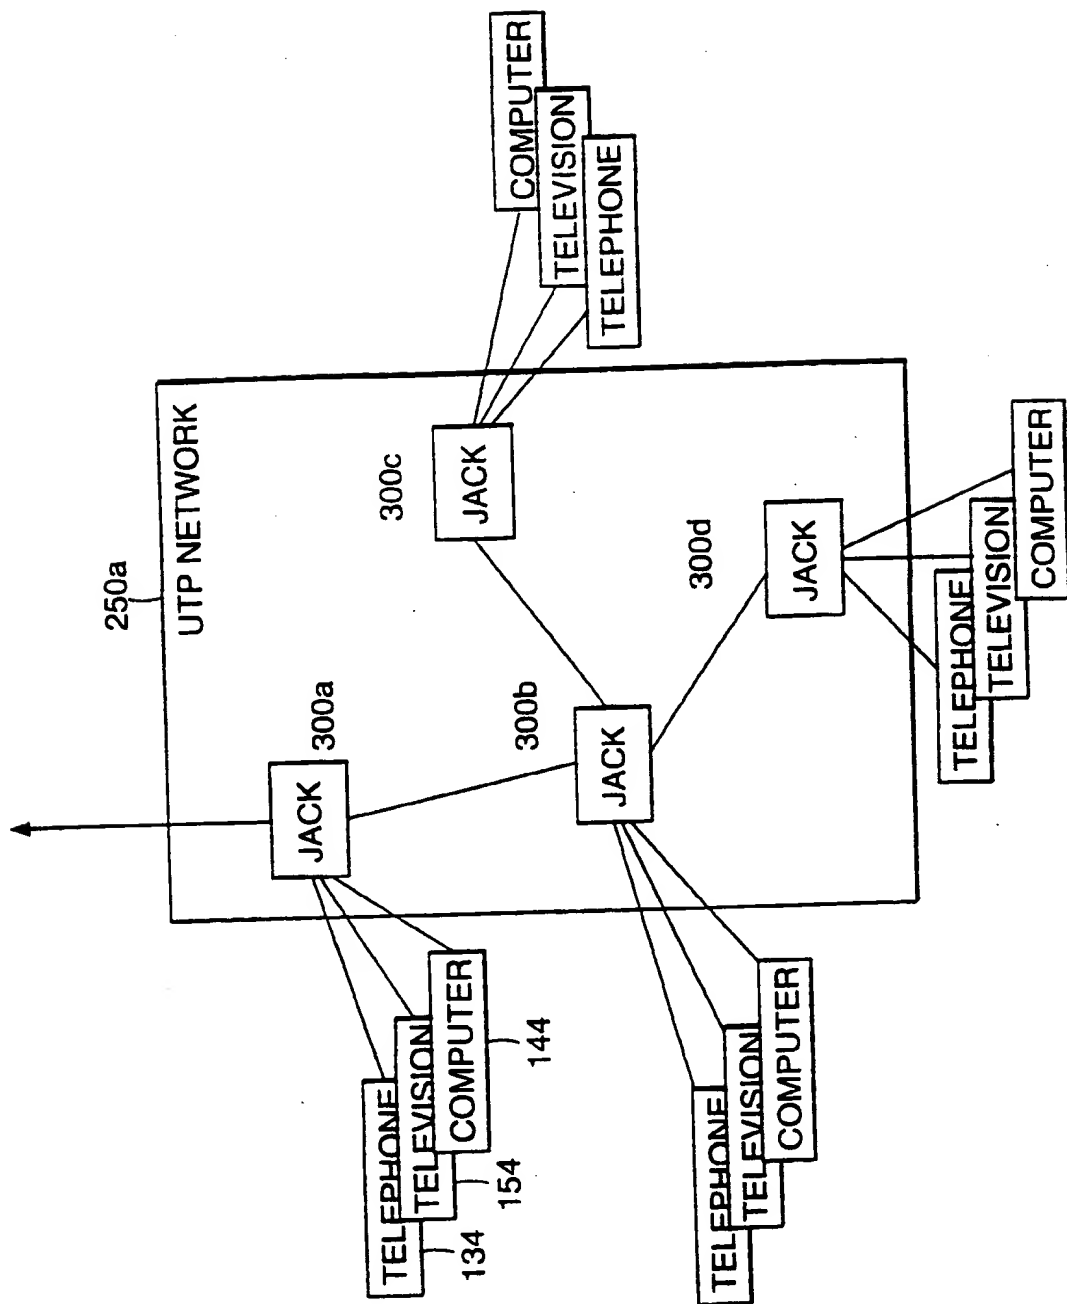 250a
UTP NETWORK
300a
JACK
TELEPHONE
TELEVISION
COMPUTER
134
154
144
300b
JACK
TELEPHONE
TELEVISION
COMPUTER
300c
JACK
COMPUTER
TELEVISION
TELEPHONE
300d
JACK
TELEPHONE
TELEVISION
COMPUTER